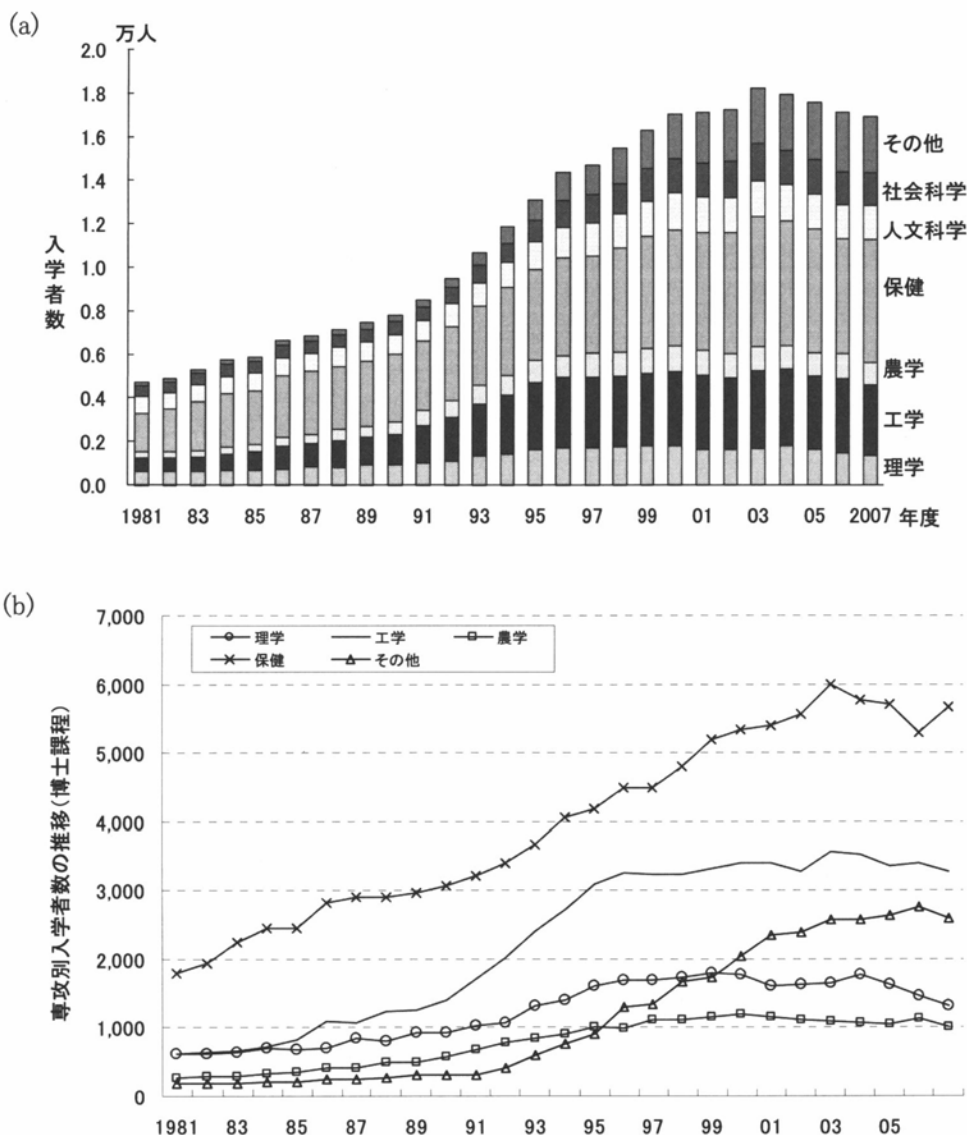 (a)
万人
2.0
1.8
1.6
1.4
1.2
1.0
0.8
0.6
0.4
0.2
0.0
入学者数
その他
社会科学
人文科学
保健
農学
工学
理学
1981 83 85 87 89 91 93 95 97 99 01 03 05 2007 年度
(b)
7,000
6,000
5,000
4,000
3,000
2,000
1,000
0
専攻別入学者数の推移(博士課程)
理学 工学 農学
保健 その他
1981 83 85 87 89 91 93 95 97 99 01 03 05